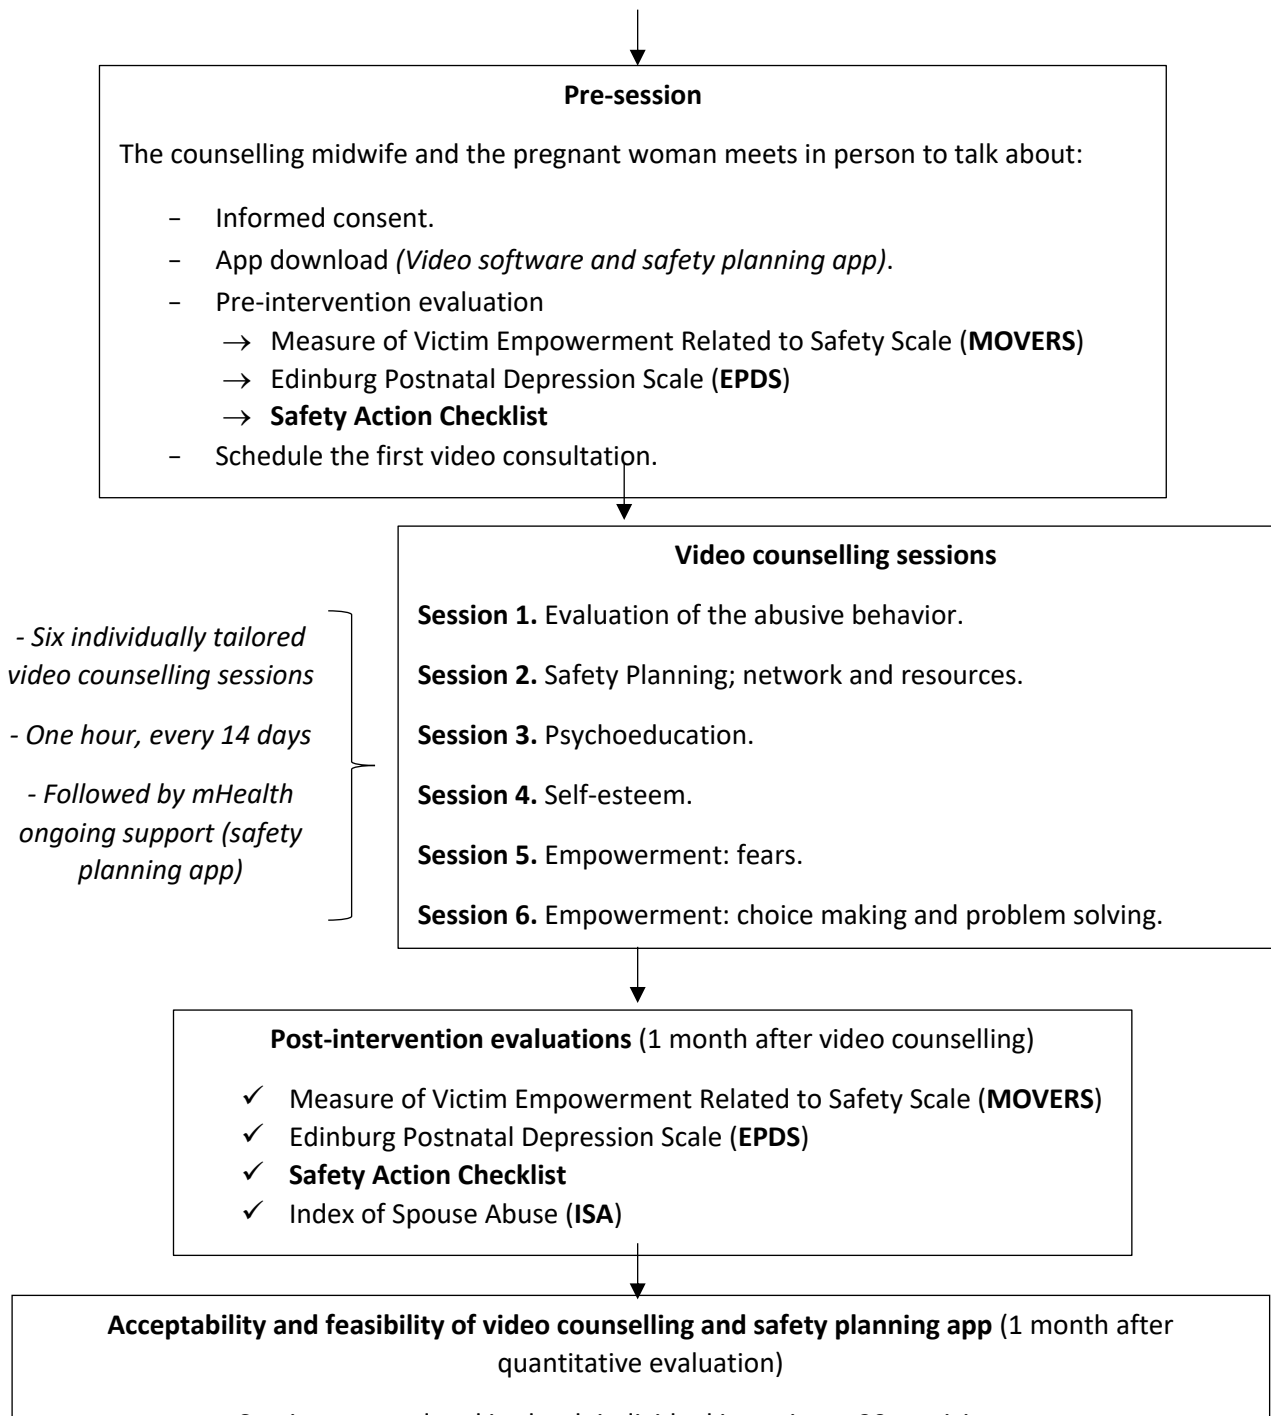 Pre-session
The counselling midwife and the pregnant woman meets in person to talk about:
- Informed consent.
- App download (Video software and safety planning app).
- Pre-intervention evaluation
→ Measure of Victim Empowerment Related to Safety Scale (MOVERS)
→ Edinburg Postnatal Depression Scale (EPDS)
→ Safety Action Checklist
- Schedule the first video consultation.
- Six individually tailored
video counselling sessions
- One hour, every 14 days
- Followed by mHealth
ongoing support (safety
planning app)
Video counselling sessions
Session 1. Evaluation of the abusive behavior.
Session 2. Safety Planning; network and resources.
Session 3. Psychoeducation.
Session 4. Self-esteem.
Session 5. Empowerment: fears.
Session 6. Empowerment: choice making and problem solving.
Post-intervention evaluations (1 month after video counselling)
✓ Measure of Victim Empowerment Related to Safety Scale (MOVERS)
✓ Edinburg Postnatal Depression Scale (EPDS)
✓ Safety Action Checklist
✓ Index of Spouse Abuse (ISA)
Acceptability and feasibility of video counselling and safety planning app (1 month after
quantitative evaluation)